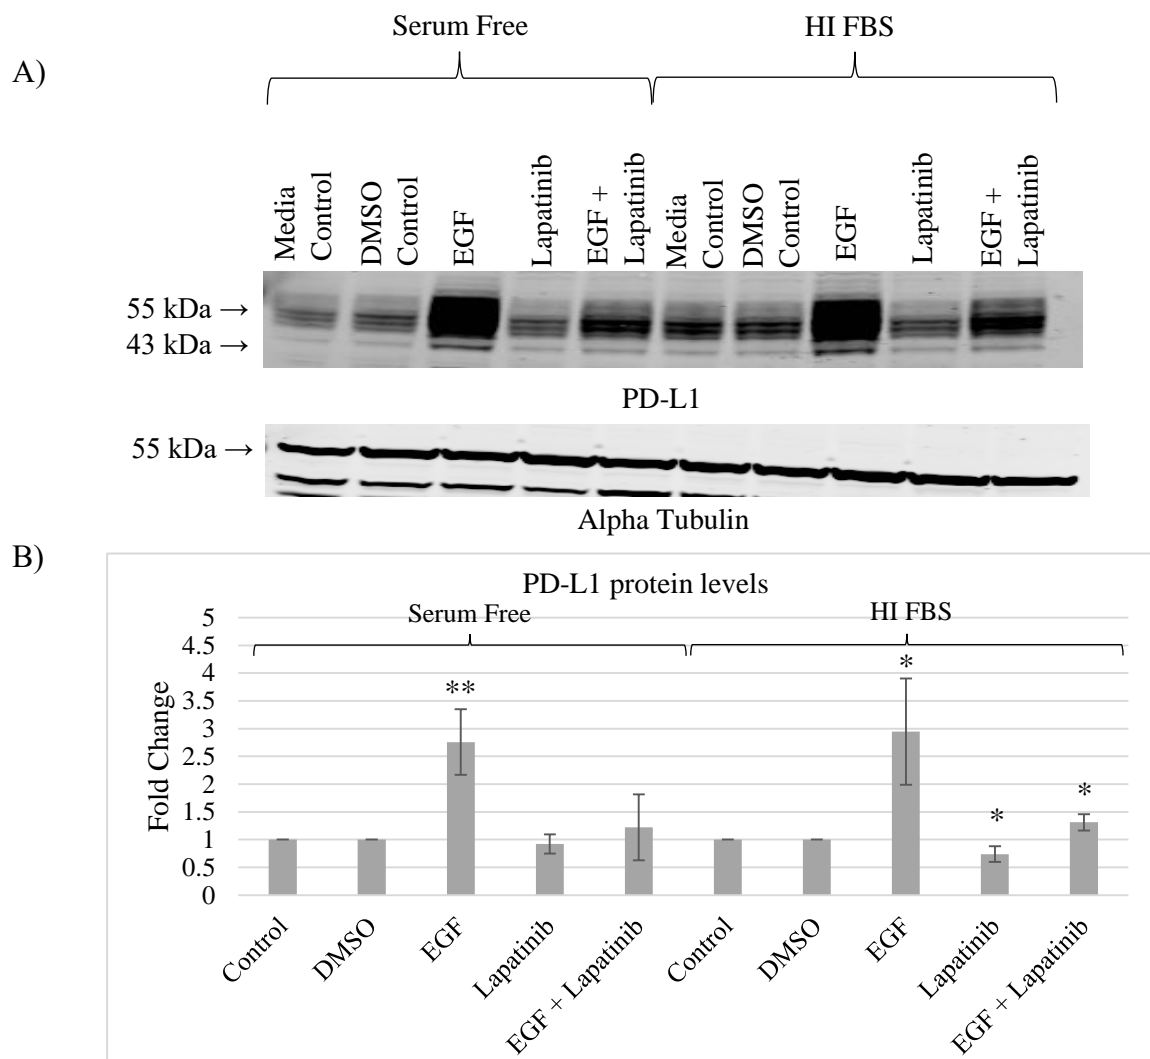 A)
Serum Free
HI FBS
Media
Control
DMSO
Control
EGF
Lapatinib
EGF +
Lapatinib
Media
Control
DMSO
Control
EGF
Lapatinib
EGF +
Lapatinib
55 kDa →
43 kDa →
PD-L1
55 kDa →
Alpha Tubulin
B)
PD-L1 protein levels
Serum Free
HI FBS
Fold Change
5
4.5
4
3.5
3
2.5
2
1.5
1
0.5
0
**
*
*
*
Control
DMSO
EGF
Lapatinib
EGF + Lapatinib
Control
DMSO
EGF
Lapatinib
EGF + Lapatinib